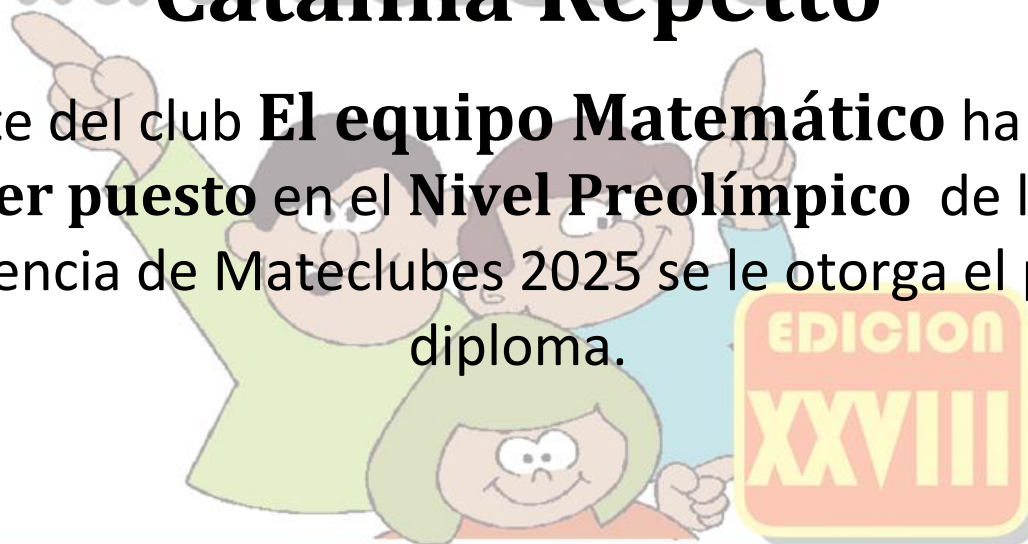 Catalina Repetto
te del club El equipo Matemático ha
er puesto en el Nivel Preolímpico de l
encia de Mateclubes 2025 se le otorga el p
diploma.
EDICION
XXVIII